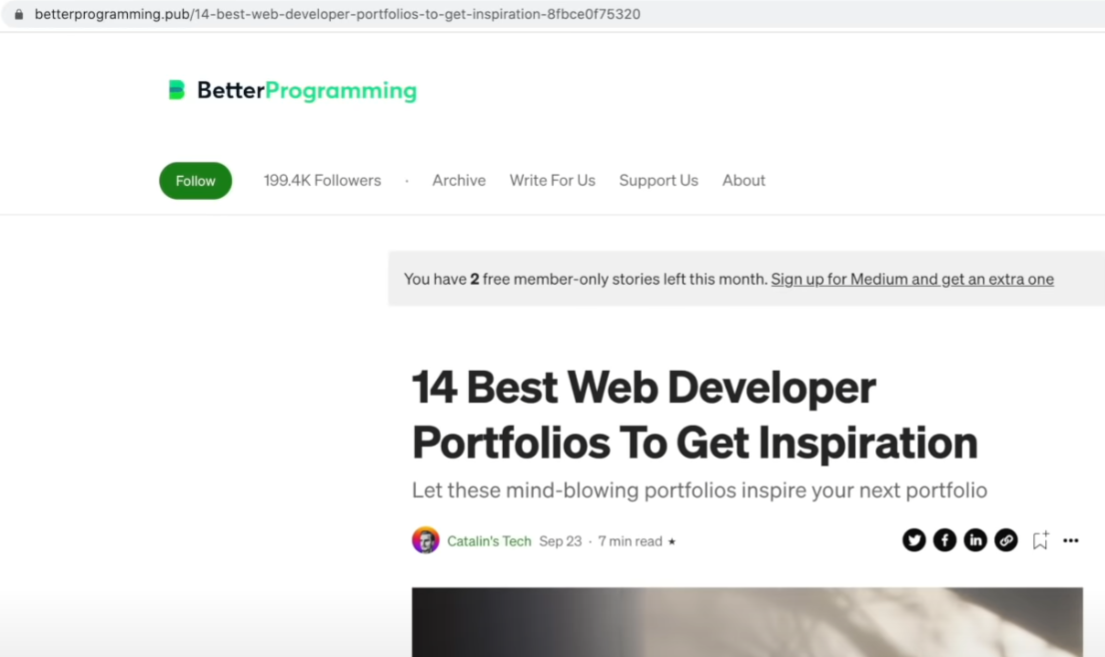 betterprogramming.pub/14-best-web-developer-portfolios-to-get-inspiration-8fbce0f75320
BetterProgramming
Follow 199.4K Followers · Archive Write For Us Support Us About
You have 2 free member-only stories left this month. Sign up for Medium and get an extra one
14 Best Web Developer
Portfolios To Get Inspiration
Let these mind-blowing portfolios inspire your next portfolio
Catalin's Tech Sep 23 · 7 min read ★